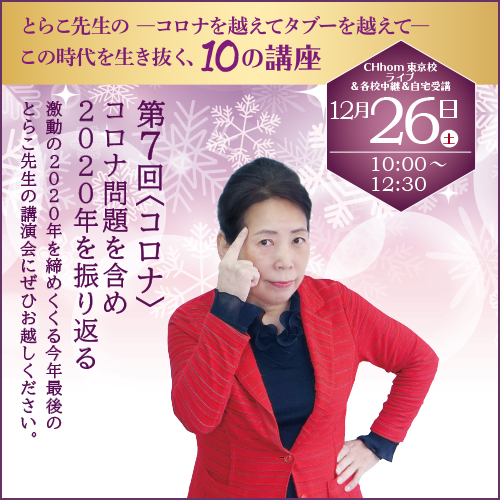 とらこ先生の ―コロナを越えてタブーを越えて―
この時代を生き抜く、10の講座
CHhom 東京校
ライブ
＆各校中継＆自宅受講
12月26日土
10:00～
12:30
第7回〈コロナ〉
コロナ問題を含め
2020年を振り返る
激動の2020年を締めくくる今年最後の
とらこ先生の講演会にぜひお越しください。